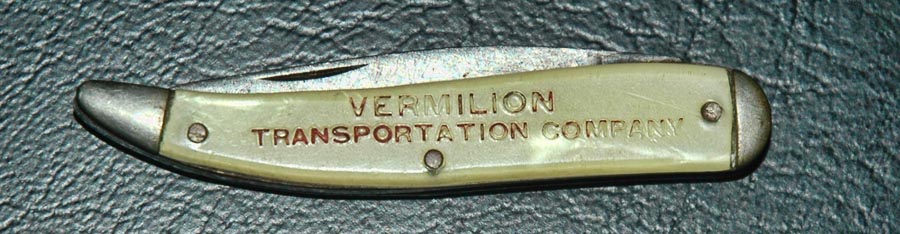 VERMILION
TRANSPORTATION COMPANY